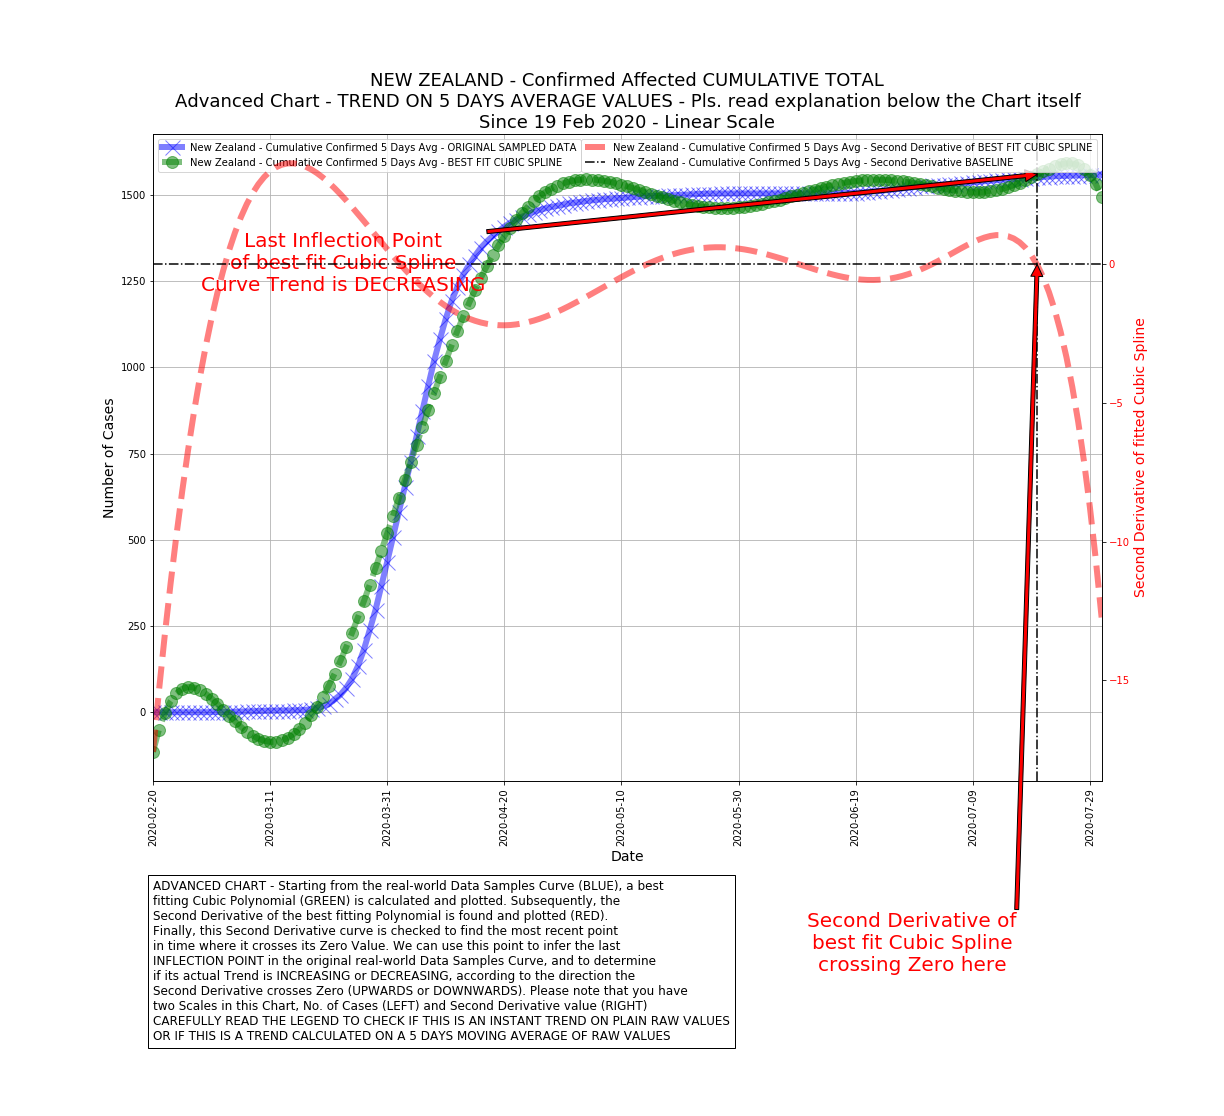 NEW ZEALAND - Confirmed Affected CUMULATIVE TOTAL
Advanced Chart - TREND ON 5 DAYS AVERAGE VALUES - Pls. read explanation below the Chart itself
Since 19 Feb 2020 - Linear Scale
New Zealand - Cumulative Confirmed 5 Days Avg - ORIGINAL SAMPLED DATA
New Zealand - Cumulative Confirmed 5 Days Avg - BEST FIT CUBIC SPLINE
New Zealand - Cumulative Confirmed 5 Days Avg - Second Derivative of BEST FIT CUBIC SPLINE
New Zealand - Cumulative Confirmed 5 Days Avg - Second Derivative BASELINE
Last Inflection Point
of best fit Cubic Spline
Curve Trend is DECREASING
Number of Cases
1500
1250
1000
750
500
250
0
0
−5
−10
−15
Second Derivative of fitted Cubic Spline
2020-02-20
2020-03-11
2020-03-31
2020-04-20
2020-05-10
2020-05-30
2020-06-19
2020-07-09
2020-07-29
Date
ADVANCED CHART - Starting from the real-world Data Samples Curve (BLUE), a best
fitting Cubic Polynomial (GREEN) is calculated and plotted. Subsequently, the
Second Derivative of the best fitting Polynomial is found and plotted (RED).
Finally, this Second Derivative curve is checked to find the most recent point
in time where it crosses its Zero Value. We can use this point to infer the last
INFLECTION POINT in the original real-world Data Samples Curve, and to determine
if its actual Trend is INCREASING or DECREASING, according to the direction the
Second Derivative crosses Zero (UPWARDS or DOWNWARDS). Please note that you have
two Scales in this Chart, No. of Cases (LEFT) and Second Derivative value (RIGHT)
CAREFULLY READ THE LEGEND TO CHECK IF THIS IS AN INSTANT TREND ON PLAIN RAW VALUES
OR IF THIS IS A TREND CALCULATED ON A 5 DAYS MOVING AVERAGE OF RAW VALUES
Second Derivative of
best fit Cubic Spline
crossing Zero here